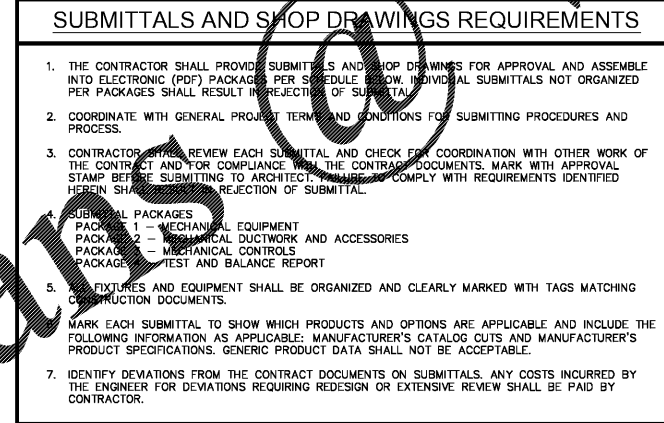 SUBMITTALS AND SHOP DRAWINGS REQUIREMENTS
1. THE CONTRACTOR SHALL PROVIDE SUBMITTALS AND SHOP DRAWINGS FOR APPROVAL AND ASSEMBLE
INTO ELECTRONIC (PDF) PACKAGES PER SCHEDULE BELOW. INDIVIDUAL SUBMITTALS NOT ORGANIZED
PER PACKAGES SHALL RESULT IN REJECTION OF SUBMITTAL.
2. COORDINATE WITH GENERAL PROJECT TERMS AND CONDITIONS FOR SUBMITTING PROCEDURES AND
PROCESS.
3. CONTRACTOR SHALL REVIEW EACH SUBMITTAL AND CHECK FOR COORDINATION WITH OTHER WORK OF
THE CONTRACT AND FOR COMPLIANCE WITH THE CONTRACT DOCUMENTS. MARK WITH APPROVAL
STAMP BEFORE SUBMITTING TO ARCHITECT. FAILURE TO COMPLY WITH REQUIREMENTS IDENTIFIED
HEREIN SHALL RESULT IN REJECTION OF SUBMITTAL.
4. SUBMITTAL PACKAGES
PACKAGE 1 – MECHANICAL EQUIPMENT
PACKAGE 2 – MECHANICAL DUCTWORK AND ACCESSORIES
PACKAGE 3 – MECHANICAL CONTROLS
PACKAGE 4 – TEST AND BALANCE REPORT
5. ALL FIXTURES AND EQUIPMENT SHALL BE ORGANIZED AND CLEARLY MARKED WITH TAGS MATCHING
CONSTRUCTION DOCUMENTS.
6. MARK EACH SUBMITTAL TO SHOW WHICH PRODUCTS AND OPTIONS ARE APPLICABLE AND INCLUDE THE
FOLLOWING INFORMATION AS APPLICABLE: MANUFACTURER'S CATALOG CUTS AND MANUFACTURER'S
PRODUCT SPECIFICATIONS. GENERIC PRODUCT DATA SHALL NOT BE ACCEPTABLE.
7. IDENTIFY DEVIATIONS FROM THE CONTRACT DOCUMENTS ON SUBMITTALS. ANY COSTS INCURRED BY
THE ENGINEER FOR DEVIATIONS REQUIRING REDESIGN OR EXTENSIVE REVIEW SHALL BE PAID BY
CONTRACTOR.
ans @